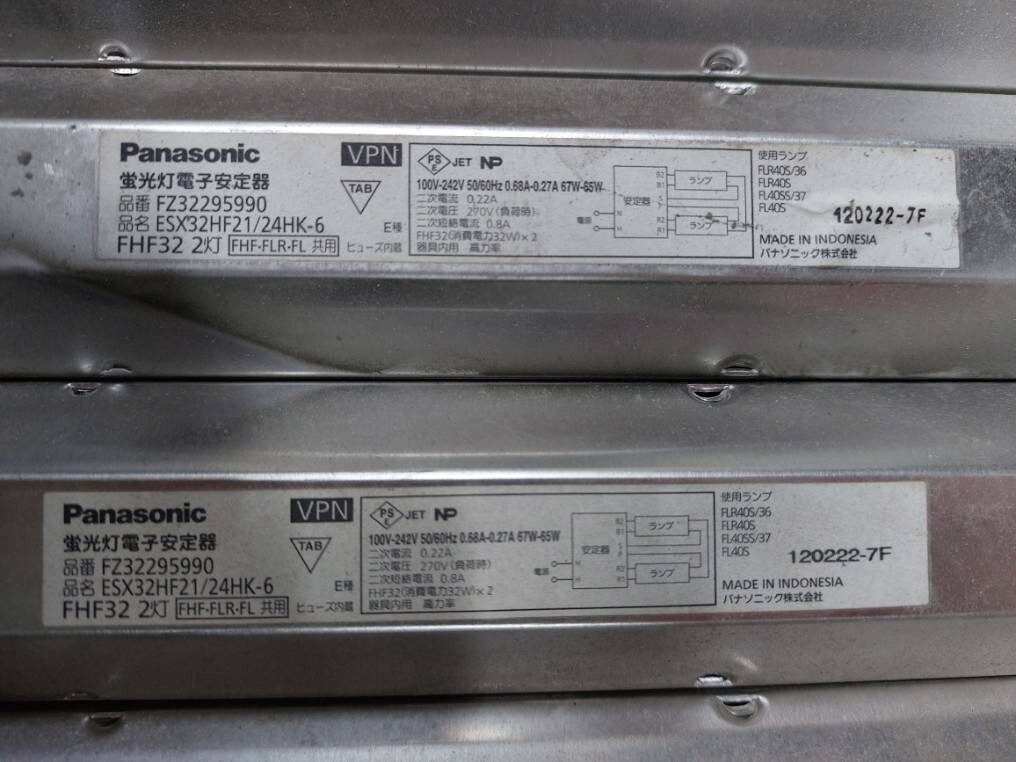 Panasonic VPN
蛍光灯電子安定器
品番 FZ32295990
品名 ESX32HF21/24HK-6 E種
FHF32 2灯 FHF・FLR・FL 共用 ヒューズ内蔵
TAB
PS E JET NP
100V-242V 50/60Hz 0.68A-0.27A 67W-65W
二次電流 0.22A
二次電圧 270V(負荷時)
二次短絡電流 0.8A
FHF32(消費電力32W)×2
器具内用 高力率
電源
安定器
ランプ
ランプ
使用ランプ
FLR40S/36
FLR40S
FL40SS/37
FL40S
120222-7F
MADE IN INDONESIA
パナソニック株式会社
Panasonic VPN
蛍光灯電子安定器
品番 FZ32295990
品名 ESX32HF21/24HK-6 E種
FHF32 2灯 FHF・FLR・FL 共用 ヒューズ内蔵
TAB
PS E JET NP
100V-242V 50/60Hz 0.68A-0.27A 67W-65W
二次電流 0.22A
二次電圧 270V(負荷時)
二次短絡電流 0.8A
FHF32(消費電力32W)×2
器具内用 高力率
電源
安定器
ランプ
ランプ
使用ランプ
FLR40S/36
FLR40S
FL40SS/37
FL40S
120222-7F
MADE IN INDONESIA
パナソニック株式会社